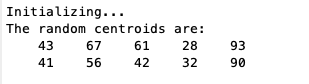 Initializing...
The random centroids are:
43 67 61 28 93
41 56 42 32 90